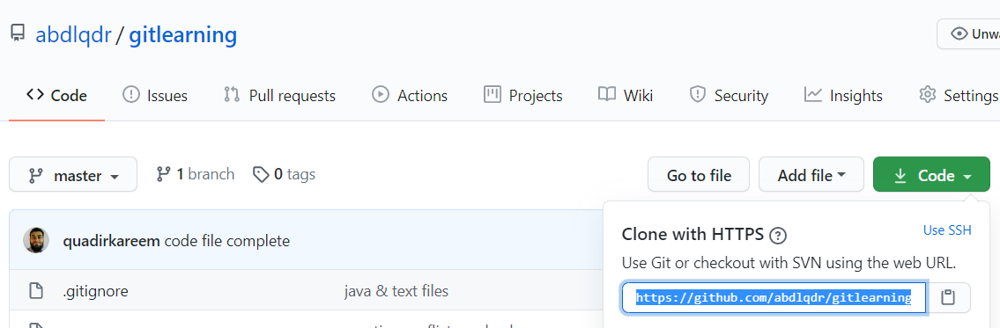 abdlqdr / gitlearning
Unwa
Code Issues Pull requests Actions Projects Wiki Security Insights Settings
master 1 branch 0 tags Go to file Add file Code
quadirkareem code file complete
Clone with HTTPS Use SSH
Use Git or checkout with SVN using the web URL.
.gitignore java & text files
https://github.com/abdlqdr/gitlearning